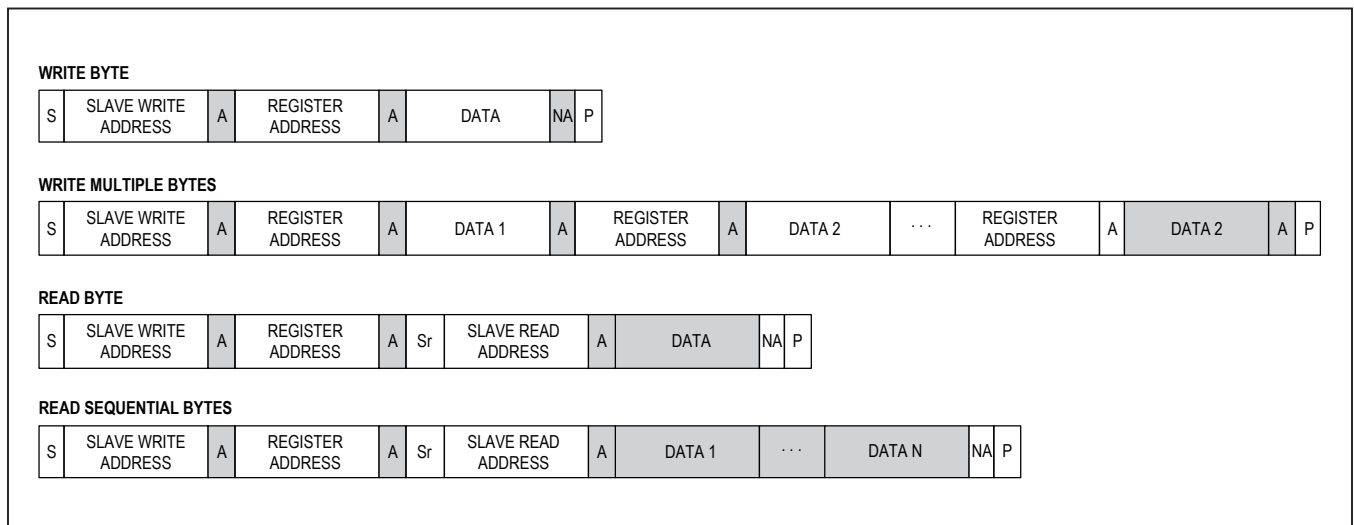 WRITE BYTE
S SLAVE WRITE ADDRESS A REGISTER ADDRESS A DATA NA P
WRITE MULTIPLE BYTES
S SLAVE WRITE ADDRESS A REGISTER ADDRESS A DATA 1 A REGISTER ADDRESS A DATA 2 ... REGISTER ADDRESS A DATA 2 A P
READ BYTE
S SLAVE WRITE ADDRESS A REGISTER ADDRESS A Sr SLAVE READ ADDRESS A DATA NA P
READ SEQUENTIAL BYTES
S SLAVE WRITE ADDRESS A REGISTER ADDRESS A Sr SLAVE READ ADDRESS A DATA 1 ... DATA N NA P